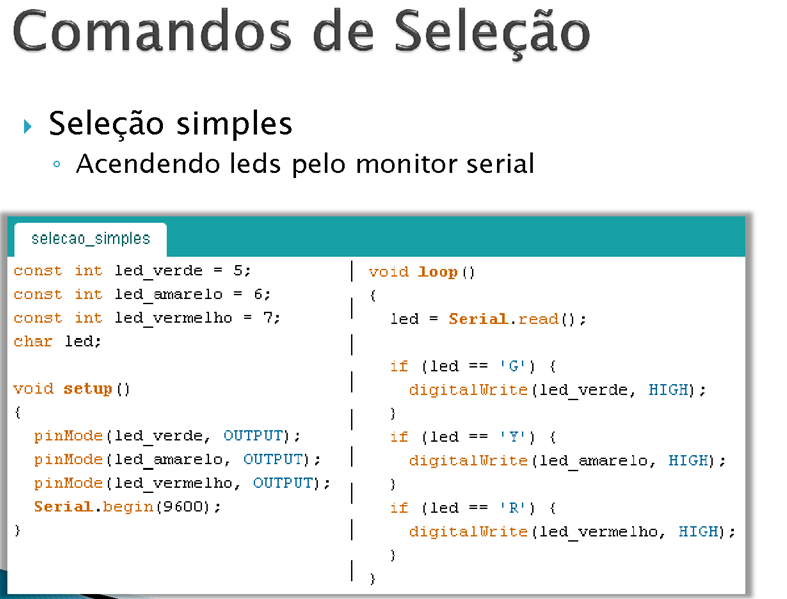 Comandos de Seleção
Seleção simples
Acendendo leds pelo monitor serial
selecao_simples
const int led_verde = 5;
const int led_amarelo = 6;
const int led_vermelho = 7;
char led;
void setup()
{
pinMode(led_verde, OUTPUT);
pinMode(led_amarelo, OUTPUT);
pinMode(led_vermelho, OUTPUT);
Serial.begin(9600);
}
void loop()
{
led = Serial.read();
if (led == 'G') {
digitalWrite(led_verde, HIGH);
}
if (led == 'Y') {
digitalWrite(led_amarelo, HIGH);
}
if (led == 'R') {
digitalWrite(led_vermelho, HIGH);
}
}